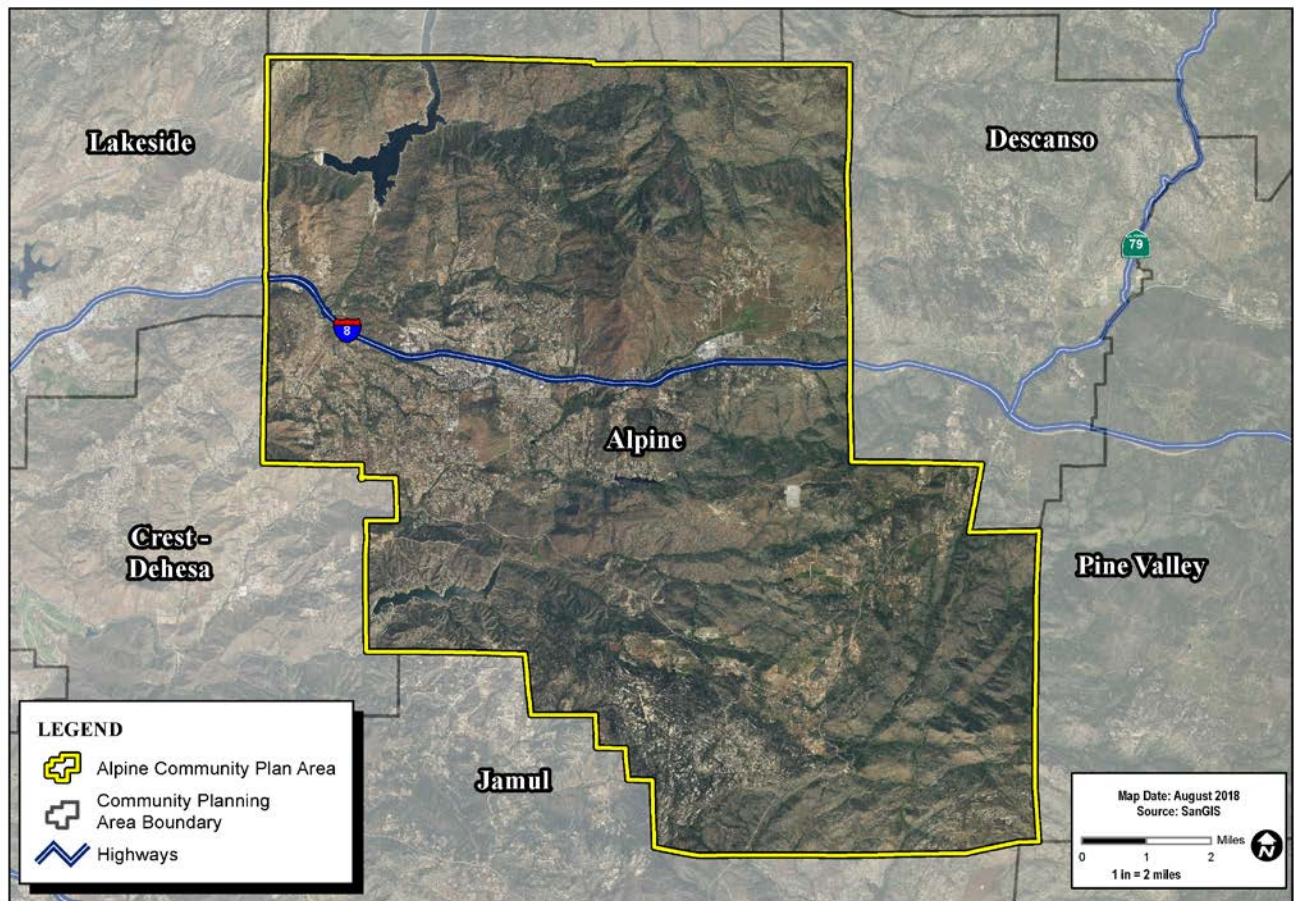 Lakeside
Descanso
79
8
Alpine
Crest -
Dehesa
Pine Valley
Jamul
LEGEND
Alpine Community Plan Area
Community Planning
Area Boundary
Highways
Map Date: August 2018
Source: SanGIS
Miles
0 1 2
1 in = 2 miles
N